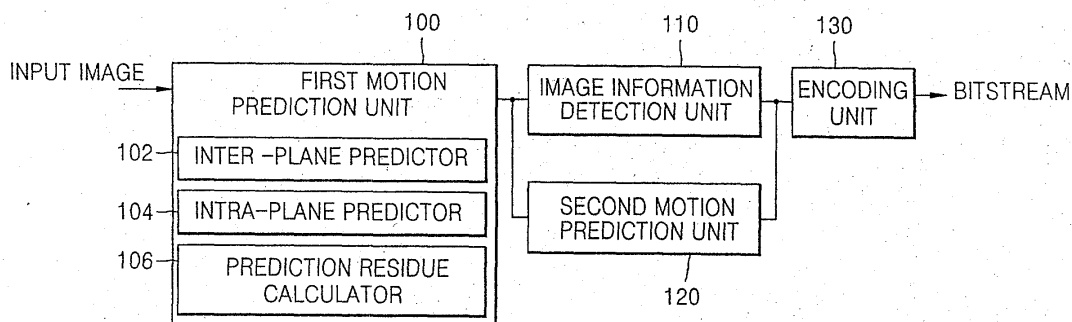 100
110
130
INPUT IMAGE
FIRST MOTION
PREDICTION UNIT
IMAGE INFORMATION
DETECTION UNIT
ENCODING
UNIT
BITSTREAM
102
INTER-PLANE PREDICTOR
104
INTRA-PLANE PREDICTOR
SECOND MOTION
PREDICTION UNIT
106
PREDICTION RESIDUE
CALCULATOR
120